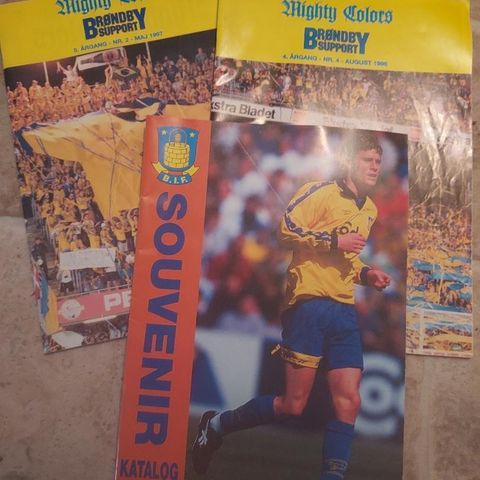 Mighty Colors
BRØNDBY
SUPPORT
5. ÅRGANG - NR. 2 - MAJ 1997
Mighty Colors
BRØNDBY
SUPPORT
4. ÅRGANG - NR. 4 - AUGUST 1996
kstra Bladet
B.I.F.
SOUVENIR
KATALOG